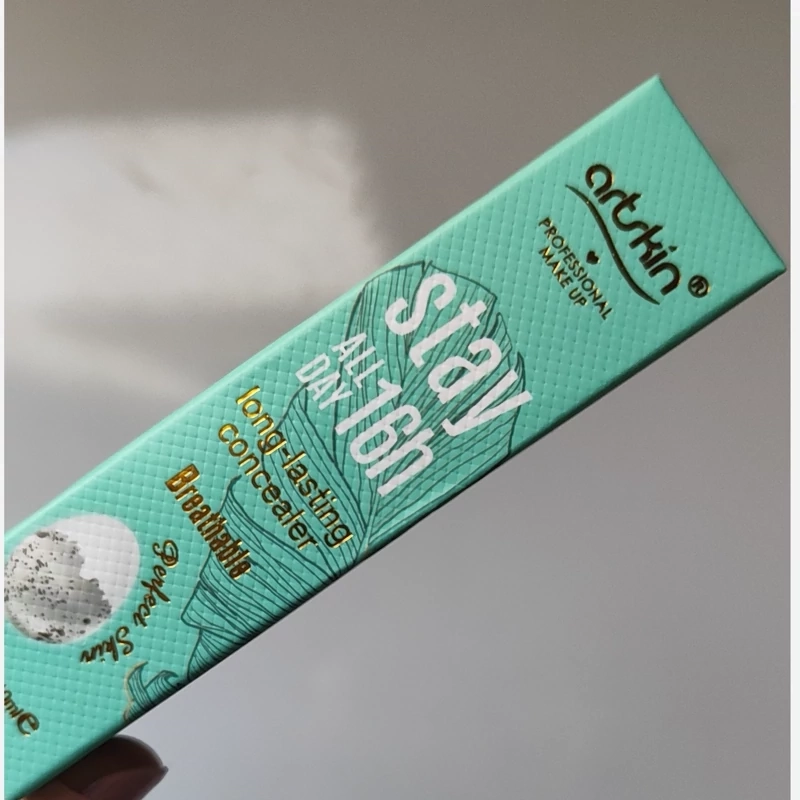 artskin®
PROFESSIONAL
MAKE UP
stay
ALL
DAY
16h
long-lasting
concealer
Breathable
Perfect Skin